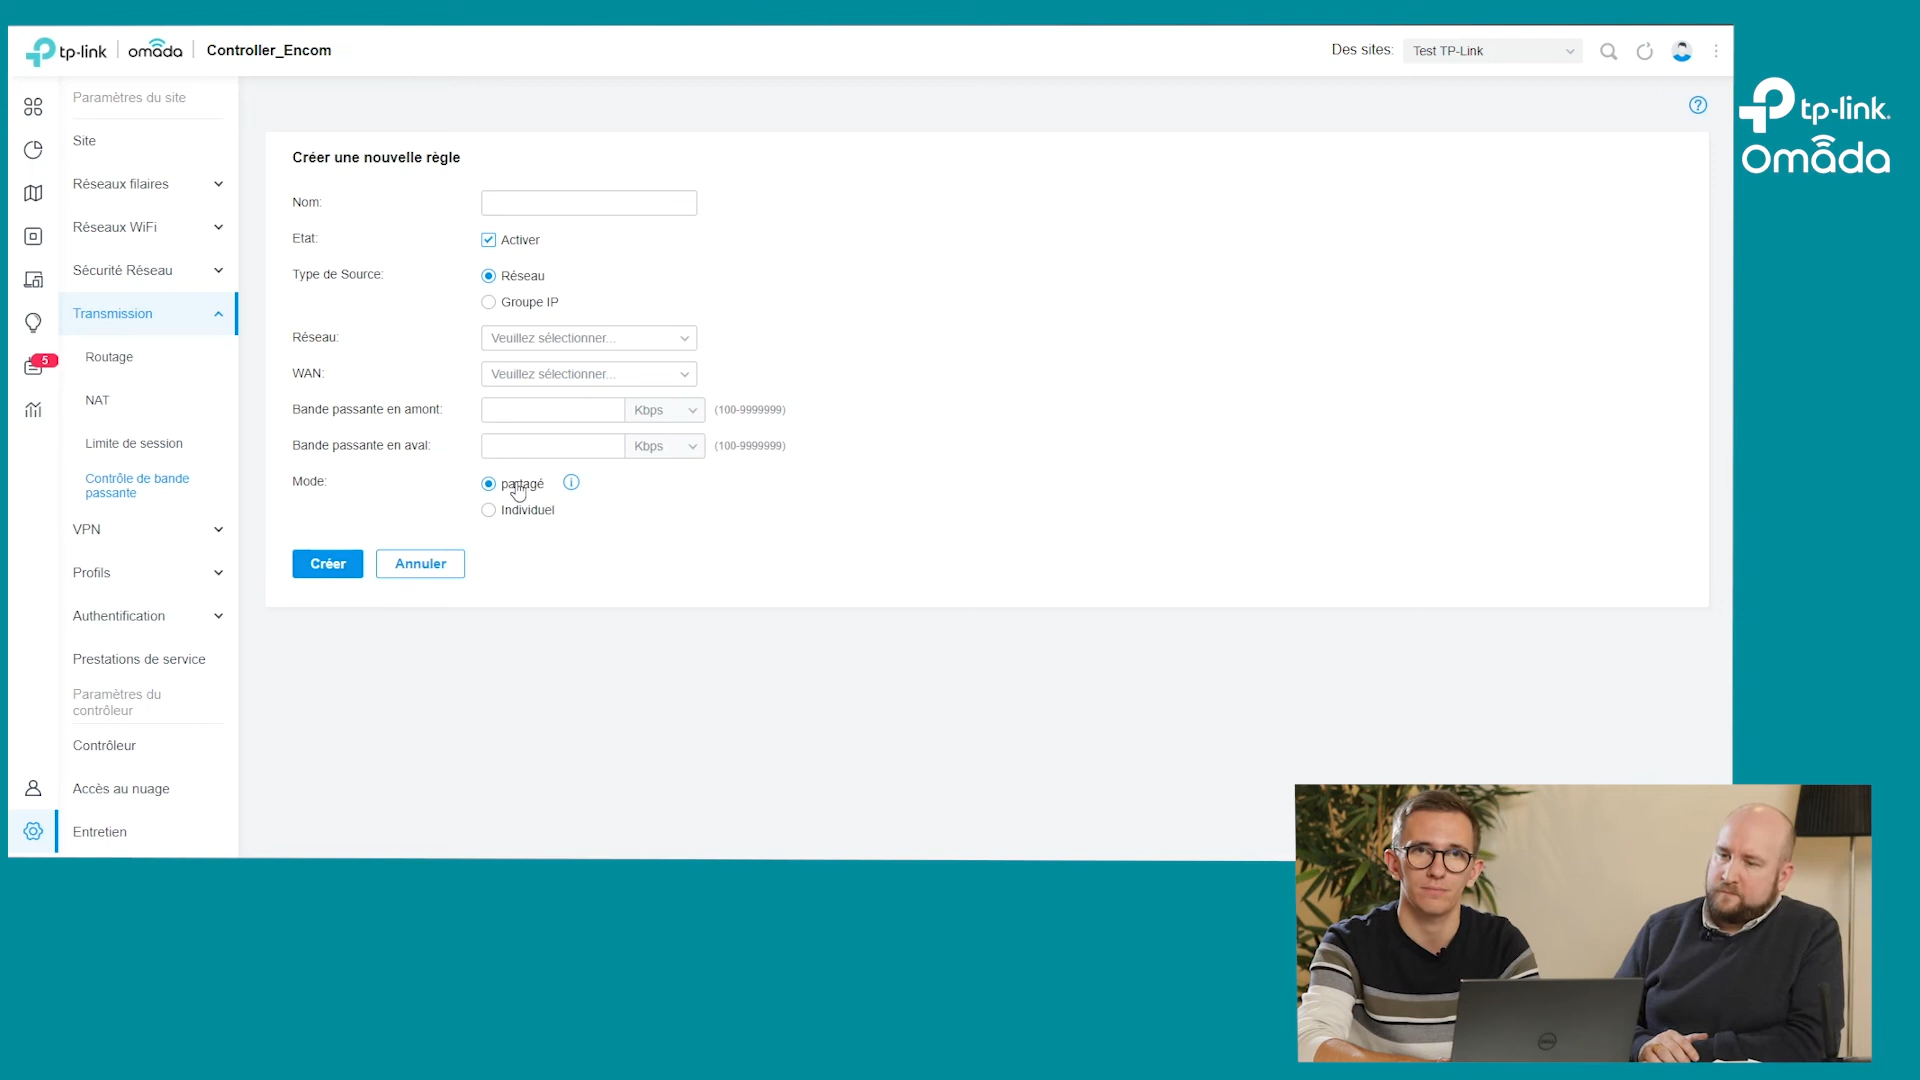 tp-link
omada
Controller_Encom
Des sites:
Test TP-Link
tp-link.
omada
Paramètres du site
Site
Réseaux filaires
Réseaux WiFi
Sécurité Réseau
Transmission
Routage
5
NAT
Limite de session
Contrôle de bande
passante
VPN
Profils
Authentification
Prestations de service
Paramètres du
contrôleur
Contrôleur
Accès au nuage
Entretien
Créer une nouvelle règle
Nom:
Etat:
Activer
Type de Source:
Réseau
Groupe IP
Réseau:
Veuillez sélectionner...
WAN:
Veuillez sélectionner...
Bande passante en amont:
Kbps
(100-9999999)
Bande passante en aval:
Kbps
(100-9999999)
Mode:
partagé
Individuel
Créer
Annuler
DELL